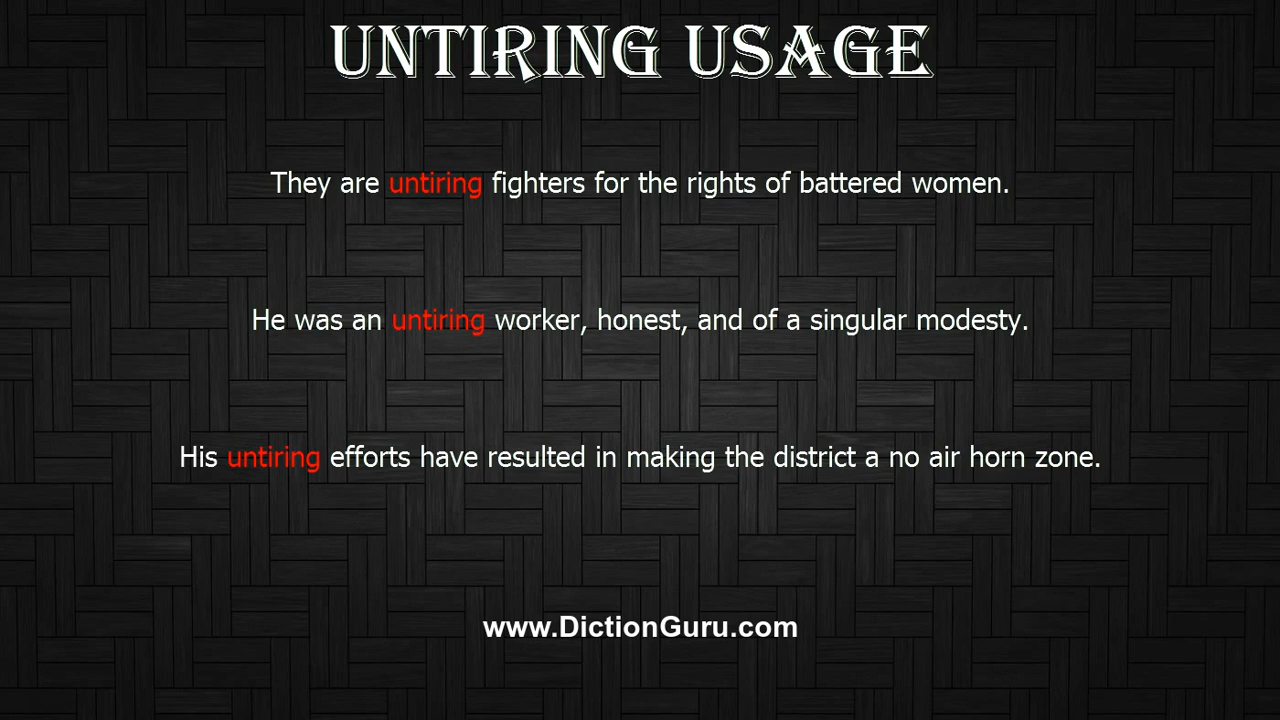 UNTIRING USAGE
They are untiring fighters for the rights of battered women.
He was an untiring worker, honest, and of a singular modesty.
His untiring efforts have resulted in making the district a no air horn zone.
www.DictionGuru.com